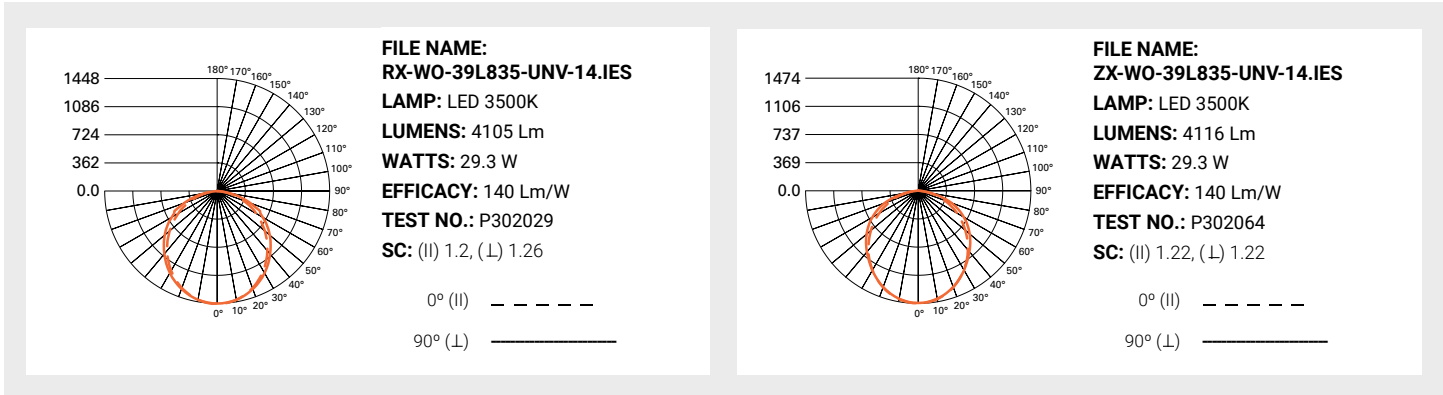 1448
1086
724
362
0.0
180° 170° 160° 150° 140° 130° 120° 110° 100° 90° 80° 70° 60° 50° 40° 30° 20° 10° 0°
FILE NAME:
RX-WO-39L835-UNV-14.IES
LAMP: LED 3500K
LUMENS: 4105 Lm
WATTS: 29.3 W
EFFICACY: 140 Lm/W
TEST NO.: P302029
SC: (II) 1.2, (⊥) 1.26
0º (II)
90º (⊥)
1474
1106
737
369
0.0
180° 170° 160° 150° 140° 130° 120° 110° 100° 90° 80° 70° 60° 50° 40° 30° 20° 10° 0°
FILE NAME:
ZX-WO-39L835-UNV-14.IES
LAMP: LED 3500K
LUMENS: 4116 Lm
WATTS: 29.3 W
EFFICACY: 140 Lm/W
TEST NO.: P302064
SC: (II) 1.22, (⊥) 1.22
0º (II)
90º (⊥)